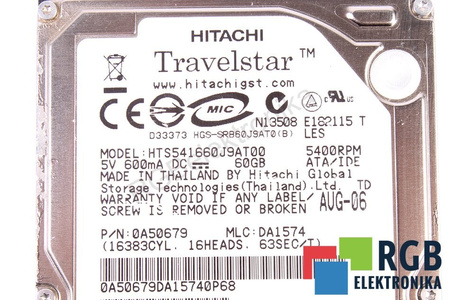 HITACHI
Travelstar™
www.hitachigst.com
CE MIC
N13508 E182115 T
D33373 HGS-SRB60J9AT0(B) LES
MODEL: HTS541660J9AT00 5400RPM
5V 600mA DC 60GB ATA/IDE
MADE IN THAILAND BY Hitachi Global
Storage Technologies(Thailand) Ltd. TD
WARRANTY VOID IF ANY LABEL/
SCREW IS REMOVED OR BROKEN AUG-06
P/N: 0A50679 MLC: DA1574
(16383CYL. 16HEADS. 63SEC/T)
0A50679DA15740P68
RGB
ELEKTRONIKA